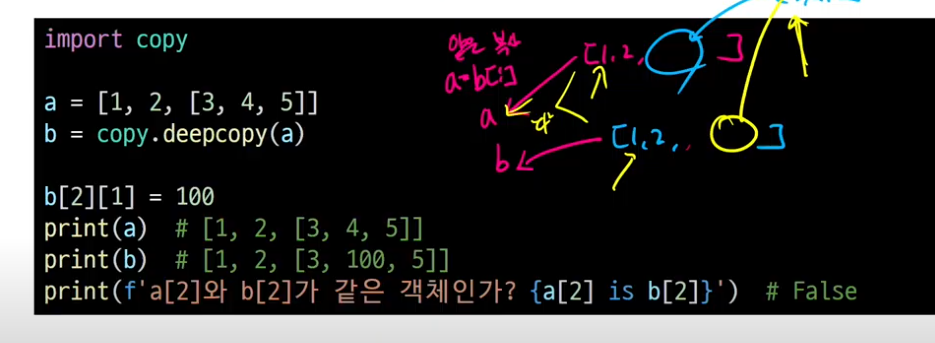 import copy
얕은 복사
a=b[:]
[1, 2, ]
a = [1, 2, [3, 4, 5]]
a
b = copy.deepcopy(a)
b
[1, 2, , ]
b[2][1] = 100
print(a)  # [1, 2, [3, 4, 5]]
print(b)  # [1, 2, [3, 100, 5]]
print(f'a[2]와 b[2]가 같은 객체인가? {a[2] is b[2]}')  # False